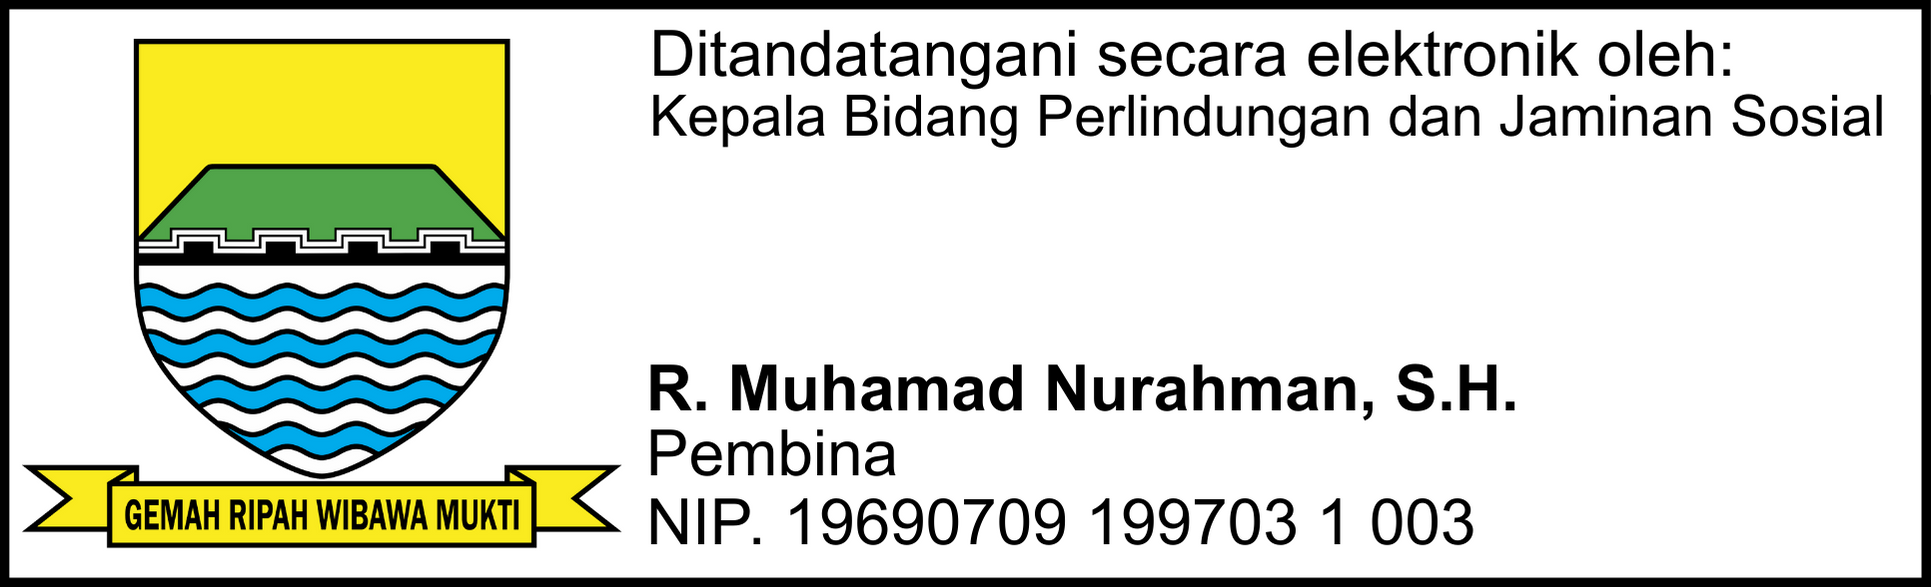 Ditandatangani secara elektronik oleh:
Kepala Bidang Perlindungan dan Jaminan Sosial
R. Muhamad Nurahman, S.H.
Pembina
NIP. 19690709 199703 1 003
GEMAH RIPAH WIBAWA MUKTI